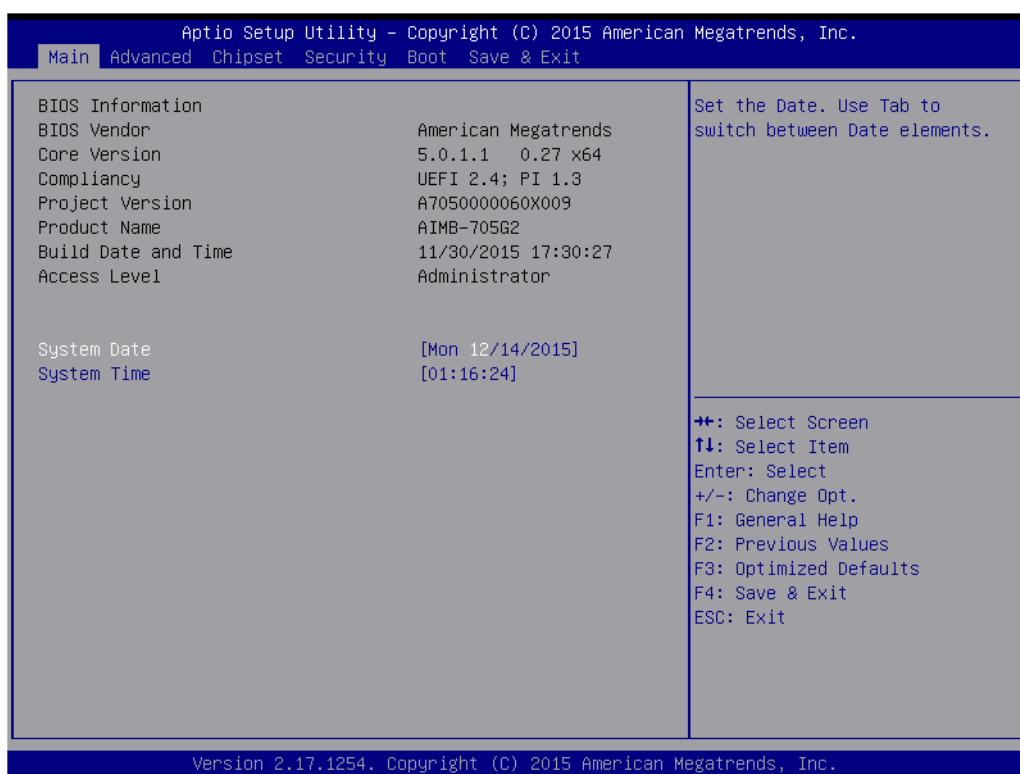 Aptio Setup Utility – Copyright (C) 2015 American Megatrends, Inc.
Main Advanced Chipset Security Boot Save & Exit
BIOS Information
BIOS Vendor American Megatrends
Core Version 5.0.1.1 0.27 x64
Compliancy UEFI 2.4; PI 1.3
Project Version A7050000060X009
Product Name AIMB-705G2
Build Date and Time 11/30/2015 17:30:27
Access Level Administrator
System Date [Mon 12/14/2015]
System Time [01:16:24]
Set the Date. Use Tab to
switch between Date elements.
→←: Select Screen
↑↓: Select Item
Enter: Select
+/-: Change Opt.
F1: General Help
F2: Previous Values
F3: Optimized Defaults
F4: Save & Exit
ESC: Exit
Version 2.17.1254. Copyright (C) 2015 American Megatrends, Inc.